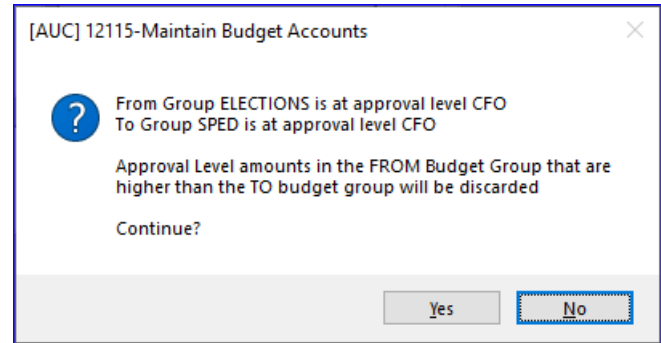 [AUC] 12115-Maintain Budget Accounts
?
From Group ELECTIONS is at approval level CFO
To Group SPED is at approval level CFO
Approval Level amounts in the FROM Budget Group that are
higher than the TO budget group will be discarded
Continue?
Yes No